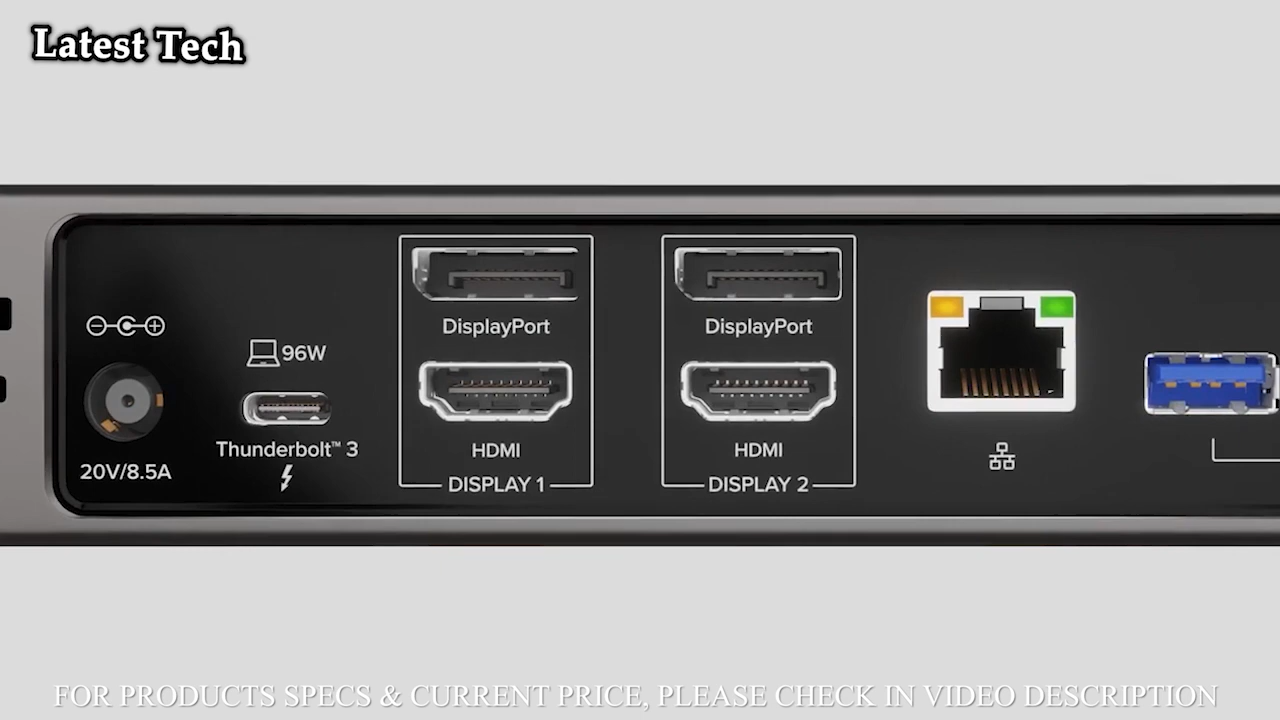 Latest Tech
96W
Thunderbolt™ 3
20V/8.5A
DisplayPort
HDMI
DISPLAY 1
DisplayPort
HDMI
DISPLAY 2
FOR PRODUCTS SPECS & CURRENT PRICE, PLEASE CHECK IN VIDEO DESCRIPTION